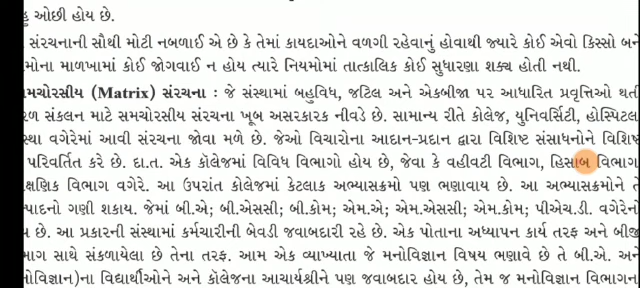 ઓછી હોય છે.
સંરચનાની સૌથી મોટી નબળાઈ એ છે કે તેમાં કાયદાઓને વળગી રહેવાનું હોવાથી જ્યારે કોઈ એવો કિસ્સો બને
માળખામાં કોઈ જોગવાઈ ન હોય ત્યારે નિયમોમાં તાત્કાલિક કોઈ સુધારણા શક્ય હોતી નથી.
(Matrix) સંરચના : જે સંસ્થામાં બહુવિધ, જટિલ અને એકબીજા પર આધારિત પ્રવૃત્તિઓ થતી
સંકલન માટે સમચોરસીય સંરચના ખૂબ અસરકારક નીવડે છે. સામાન્ય રીતે કોલેજ, યુનિવર્સિટી, હોસ્પિટલ
વગેરેમાં આવી સંરચના જોવા મળે છે. જેઓ વિચારોના આદાન-પ્રદાન દ્વારા વિશિષ્ટ સંસાધનોને વિશિષ્ટ
પરિવર્તિત કરે છે. દા.ત. એક કૉલેજમાં વિવિધ વિભાગો હોય છે, જેવા કે વહીવટી વિભાગ, હિસાબ વિભાગ
વિભાગ વગેરે. આ ઉપરાંત કોલેજમાં કેટલાક અભ્યાસક્રમો પણ ભણાવાય છે. આ અભ્યાસક્રમોને
ગણી શકાય. જેમાં બી.એ; બી.એસસી; બી.કોમ; એમ.એ; એમ.એસસી; એમ.કોમ; પીએચ.ડી. વગેરેનો
છે. આ પ્રકારની સંસ્થામાં કર્મચારીની બેવડી જવાબદારી રહે છે. એક પોતાના અધ્યાપન કાર્ય તરફ અને બીજી
સાથે સંકળાયેલા છે તેના તરફ. આમ એક વ્યાખ્યાતા જે મનોવિજ્ઞાન વિષય ભણાવે છે તે બી.એ. અન
વિદ્યાર્થીઓને અને કૉલેજના આચાર્યશ્રીને પણ જવાબદાર હોય છે, તેમ જ મનોવિજ્ઞાન વિભાગન